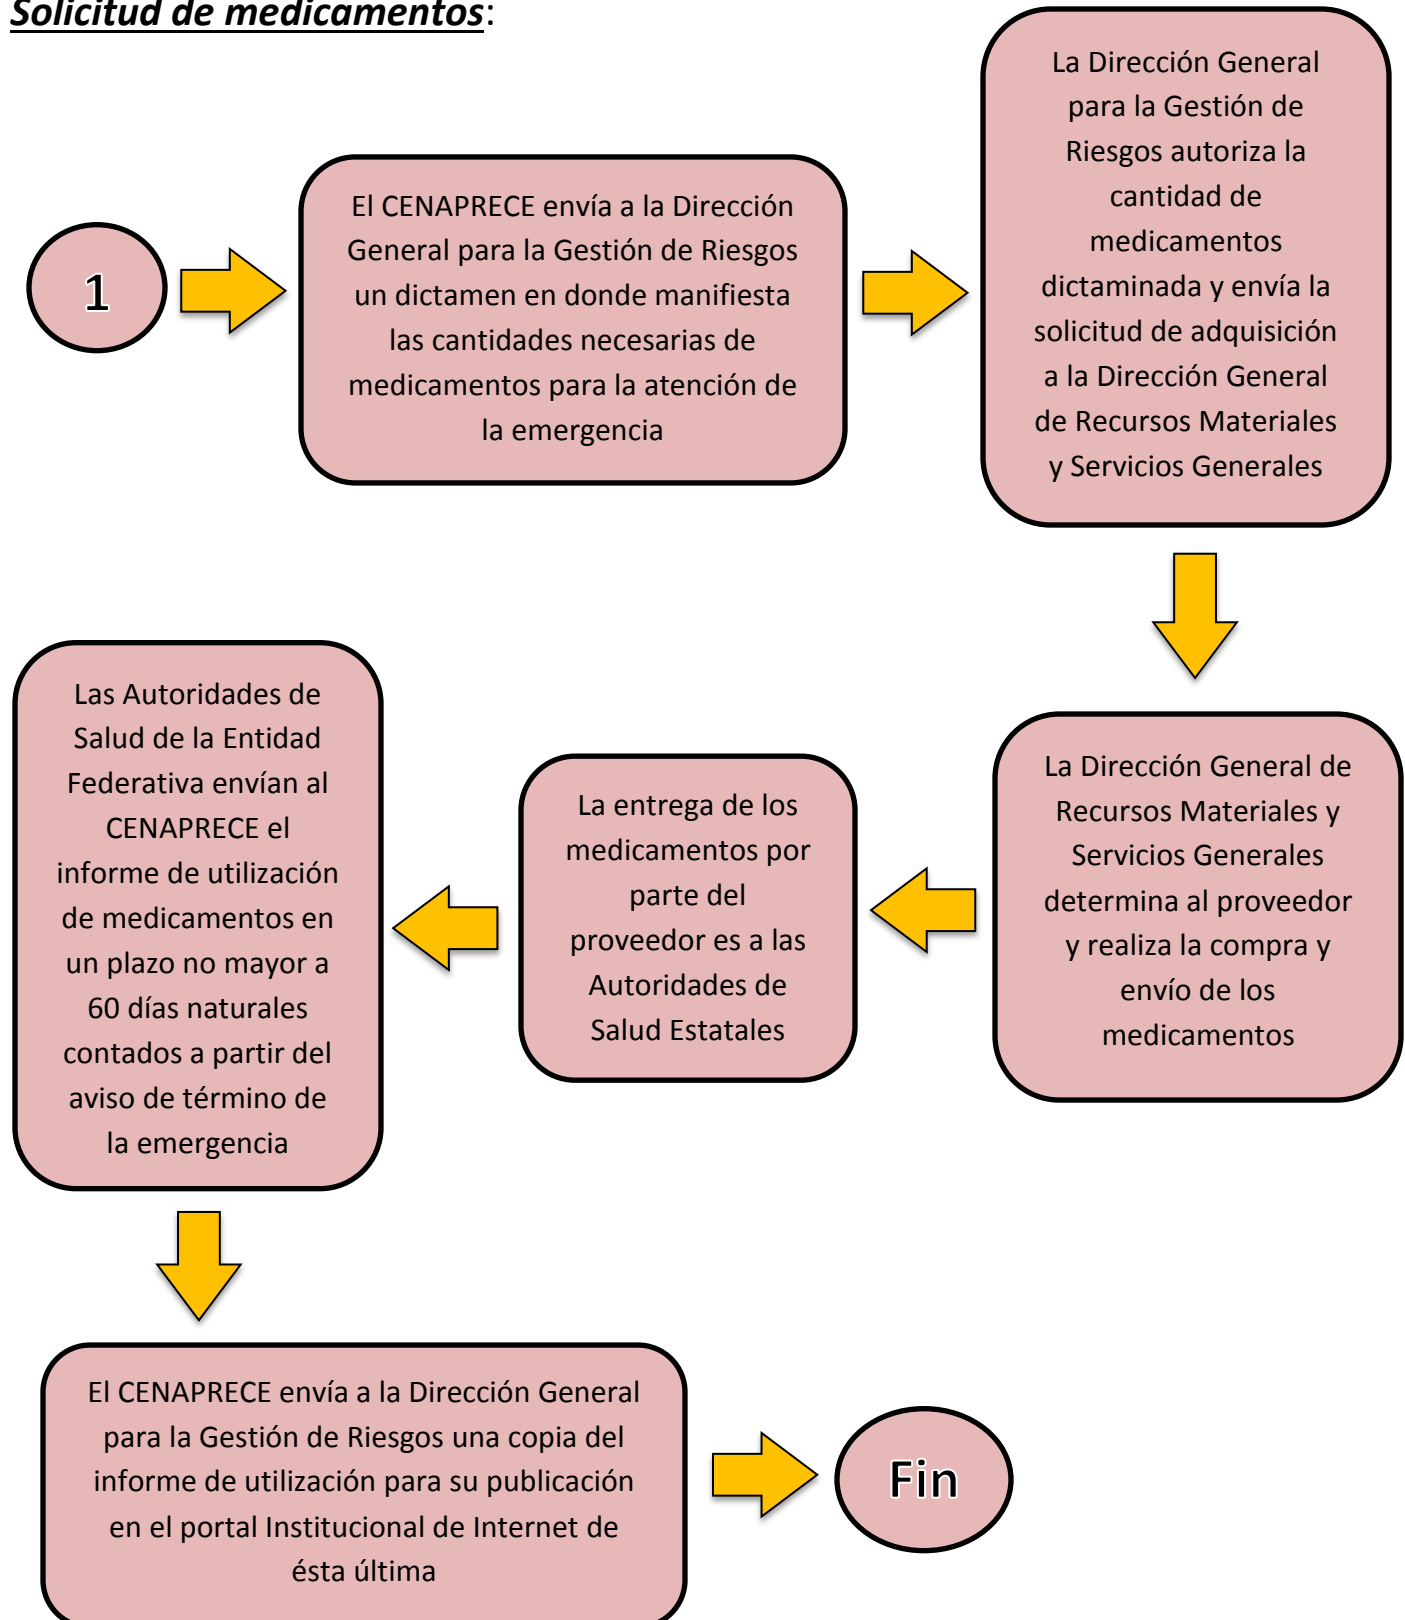 Solicitud de medicamentos:
1
El CENAPRECE envía a la Dirección
General para la Gestión de Riesgos
un dictamen en donde manifiesta
las cantidades necesarias de
medicamentos para la atención de
la emergencia
La Dirección General
para la Gestión de
Riesgos autoriza la
cantidad de
medicamentos
dictaminada y envía la
solicitud de adquisición
a la Dirección General
de Recursos Materiales
y Servicios Generales
La Dirección General de
Recursos Materiales y
Servicios Generales
determina al proveedor
y realiza la compra y
envío de los
medicamentos
La entrega de los
medicamentos por
parte del
proveedor es a las
Autoridades de
Salud Estatales
Las Autoridades de
Salud de la Entidad
Federativa envían al
CENAPRECE el
informe de utilización
de medicamentos en
un plazo no mayor a
60 días naturales
contados a partir del
aviso de término de
la emergencia
El CENAPRECE envía a la Dirección General
para la Gestión de Riesgos una copia del
informe de utilización para su publicación
en el portal Institucional de Internet de
ésta última
Fin